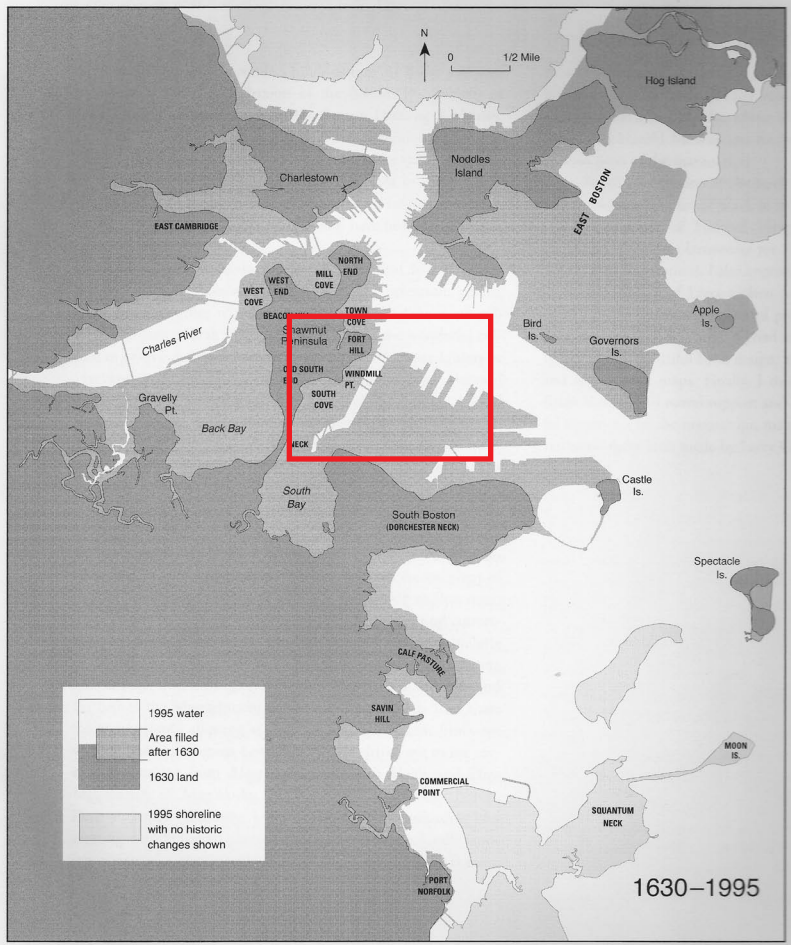 N
0 1/2 Mile
Hog Island
Charlestown
Noddles
Island
EAST BOSTON
EAST CAMBRIDGE
NORTH
END
MILL
COVE
WEST
END
WEST
COVE
TOWN
COVE
BEACON
Shawmut
Peninsula
FORT
HILL
Charles River
OLD SOUTH
END
WINDMILL
PT.
SOUTH
COVE
Bird
Is.
Governors
Is.
Apple
Is.
Gravelly
Pt.
Back Bay
NECK
South
Bay
South Boston
(DORCHESTER NECK)
Castle
Is.
Spectacle
Is.
CALF PASTURE
SAVIN
HILL
MOON
IS.
COMMERCIAL
POINT
SQUANTUM
NECK
PORT
NORFOLK
1995 water
Area filled
after 1630
1630 land
1995 shoreline
with no historic
changes shown
1630–1995